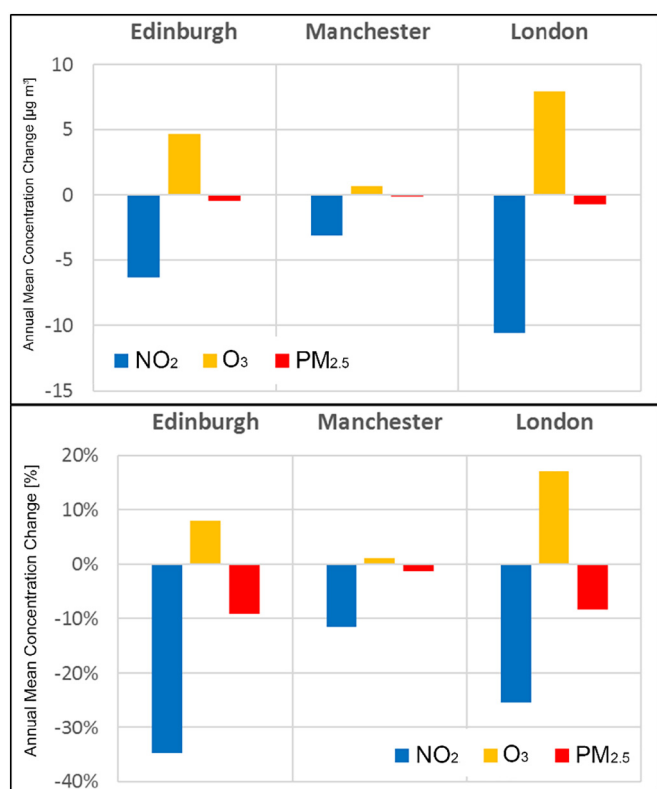 Edinburgh Manchester London
Annual Mean Concentration Change [µg m³]
10
5
0
-5
-10
-15
NO₂ O₃ PM₂.₅
Edinburgh Manchester London
Annual Mean Concentration Change [%]
20%
10%
0%
-10%
-20%
-30%
-40%
NO₂ O₃ PM₂.₅